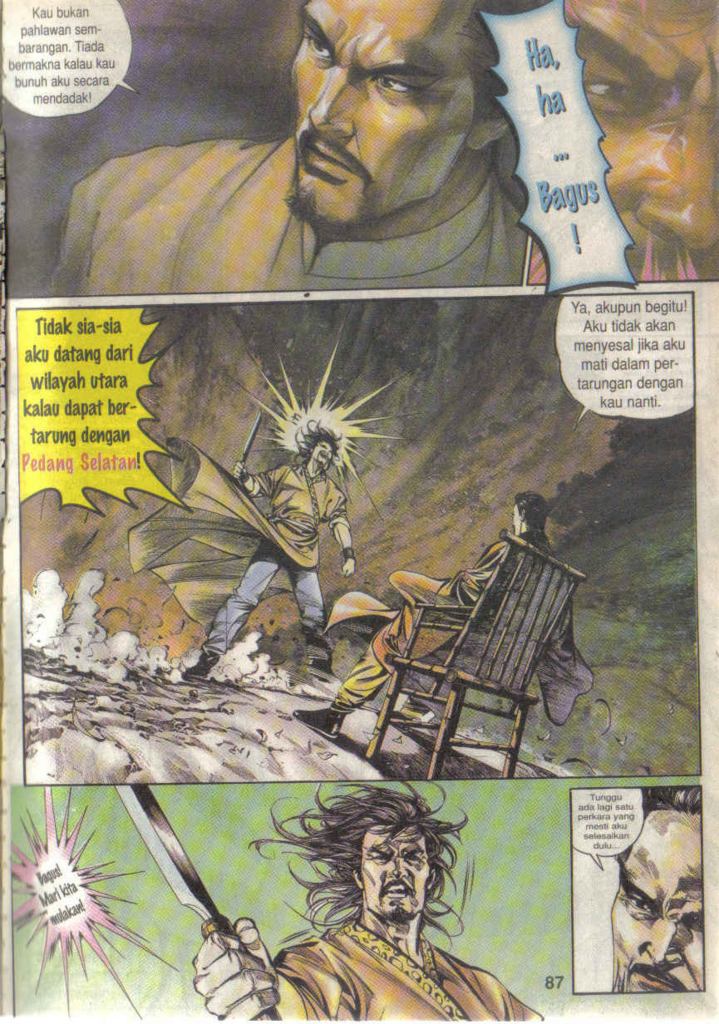 Kau bukan
pahlawan sem-
barangan. Tiada
bermakna kalau kau
bunuh aku secara
mendadak!
Ha,
ha
...
Bagus
!
Tidak sia-sia
aku datang dari
wilayah utara
kalau dapat ber-
tarung dengan
Pedang Selatan!
Ya, akupun begitu!
Aku tidak akan
menyesal jika aku
mati dalam per-
tarungan dengan
kau nanti.
Bagus!
Mari kita
mulakan!
Tunggu
ada lagi satu
perkara yang
mesti aku
selesaikan
dulu...
87